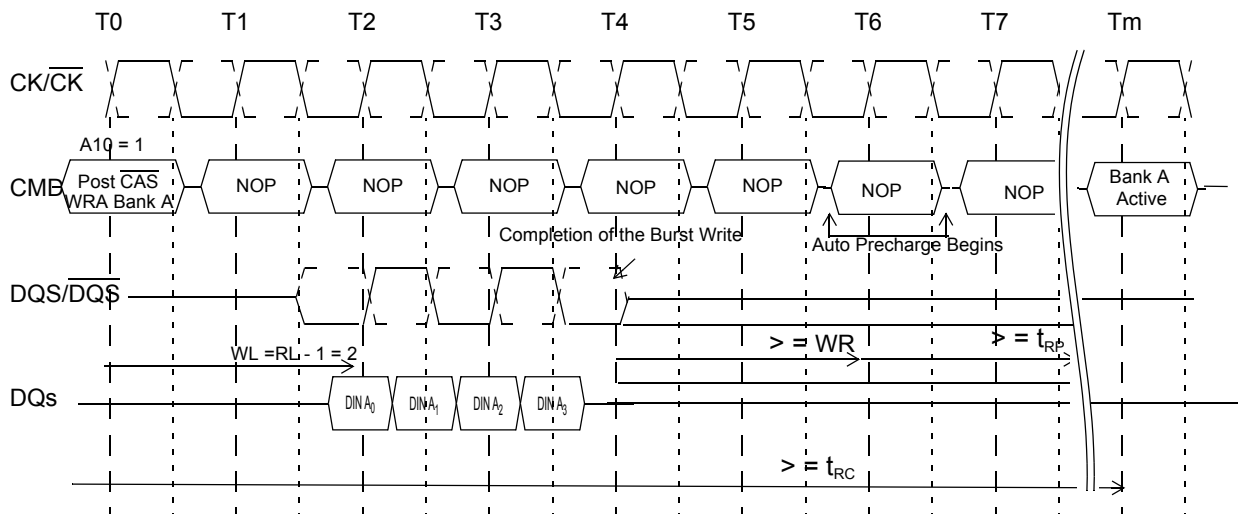 T0 T1 T2 T3 T4 T5 T6 T7 Tm
CK/CK
A10 = 1
CMD
Post CAS
WRA Bank A
NOP NOP NOP NOP NOP NOP NOP
Bank A
Active
Completion of the Burst Write
Auto Precharge Begins
DQS/DQS
WL =RL - 1 = 2
> = WR
> = tRP
DQs
DIN A0 DIN A1 DIN A2 DIN A3
> = tRC